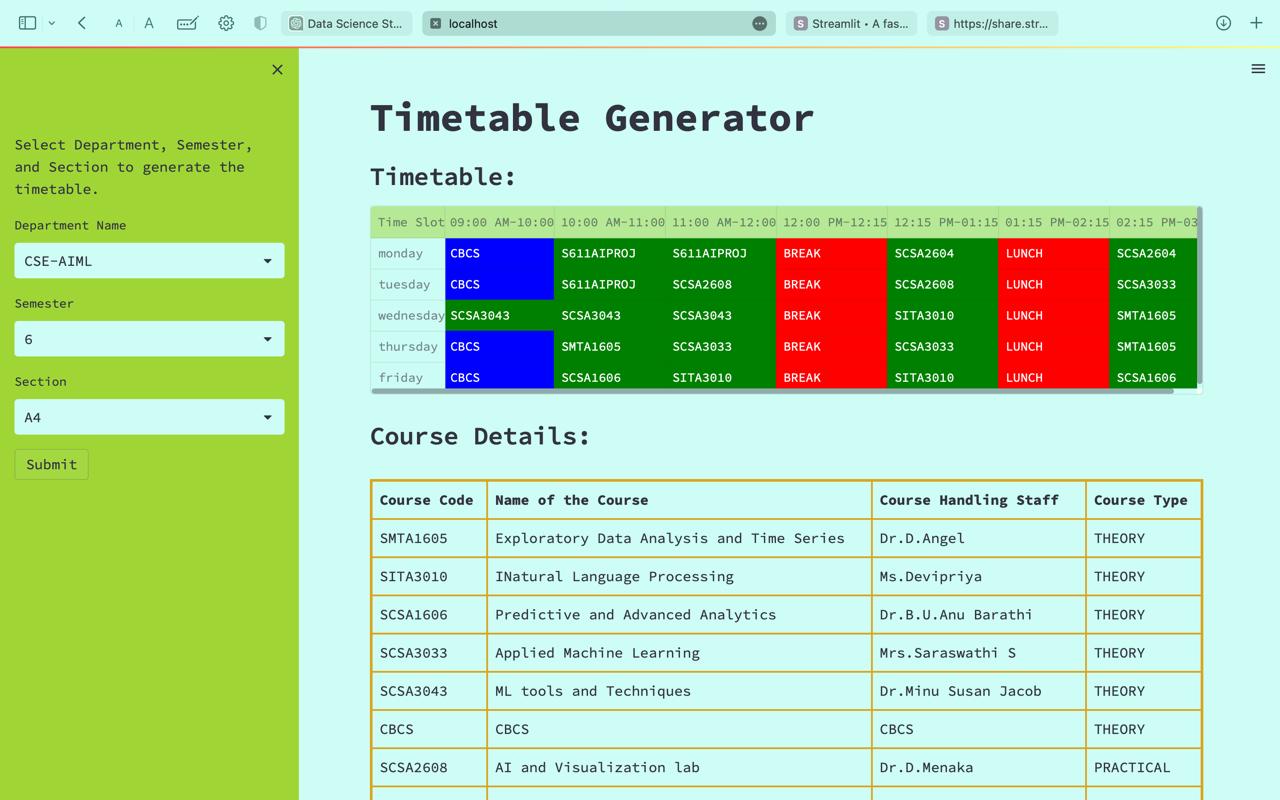 A A Data Science St... localhost Streamlit • A fas... https://share.str...
Select Department, Semester,
and Section to generate the
timetable.
Department Name
CSE-AIML
Semester
6
Section
A4
Submit
Timetable Generator
Timetable:
Time Slot 09:00 AM-10:00 10:00 AM-11:00 11:00 AM-12:00 12:00 PM-12:15 12:15 PM-01:15 01:15 PM-02:15 02:15 PM-03
monday CBCS S611AIPROJ S611AIPROJ BREAK SCSA2604 LUNCH SCSA2604
tuesday CBCS S611AIPROJ SCSA2608 BREAK SCSA2608 LUNCH SCSA3033
wednesday SCSA3043 SCSA3043 SCSA3043 BREAK SITA3010 LUNCH SMTA1605
thursday CBCS SMTA1605 SCSA3033 BREAK SCSA3033 LUNCH SMTA1605
friday CBCS SCSA1606 SITA3010 BREAK SITA3010 LUNCH SCSA1606
Course Details:
Course Code Name of the Course Course Handling Staff Course Type
SMTA1605 Exploratory Data Analysis and Time Series Dr.D.Angel THEORY
SITA3010 INatural Language Processing Ms.Devipriya THEORY
SCSA1606 Predictive and Advanced Analytics Dr.B.U.Anu Barathi THEORY
SCSA3033 Applied Machine Learning Mrs.Saraswathi S THEORY
SCSA3043 ML tools and Techniques Dr.Minu Susan Jacob THEORY
CBCS CBCS CBCS THEORY
SCSA2608 AI and Visualization lab Dr.D.Menaka PRACTICAL